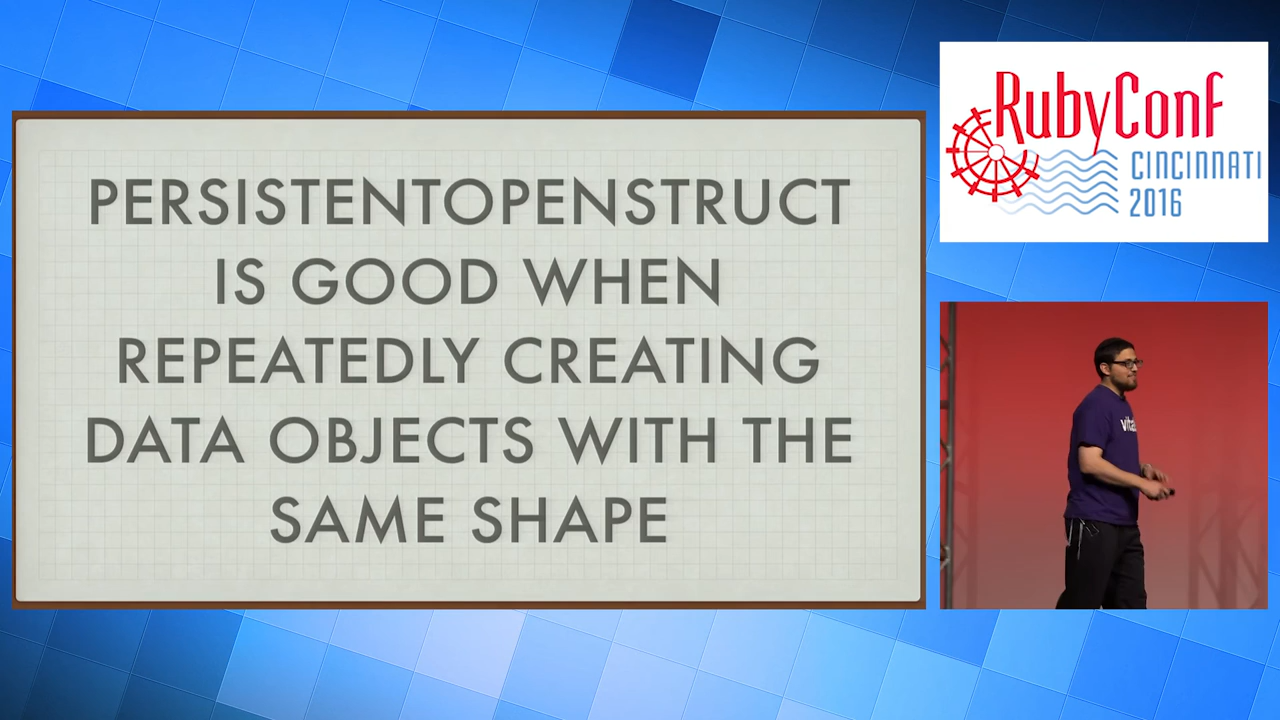 PERSISTENTOPENSTRUCT
IS GOOD WHEN
REPEATEDLY CREATING
DATA OBJECTS WITH THE
SAME SHAPE
RubyConf
CINCINNATI
2016